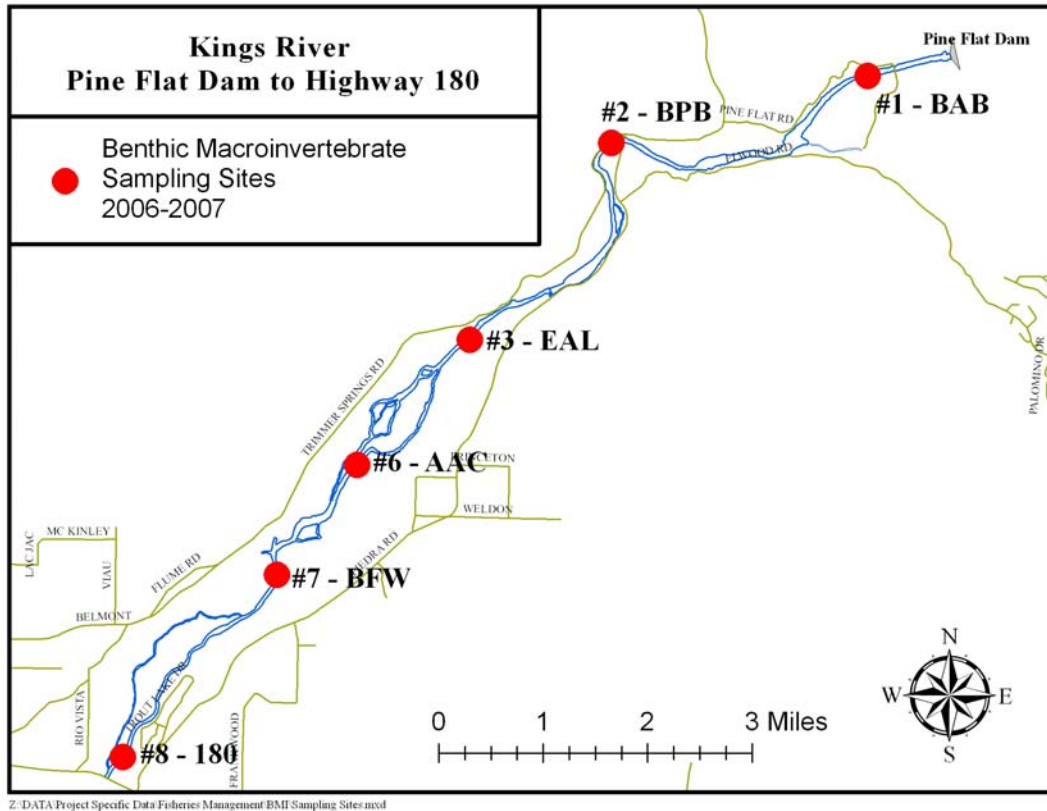 Kings River
Pine Flat Dam to Highway 180
Benthic Macroinvertebrate
Sampling Sites
2006-2007
Pine Flat Dam
#1 - BAB
#2 - BPB
PINE FLAT RD
ELWOOD RD
#3 - EAL
PALOMINO DR
TRIMMER SPRINGS RD
#6 - AAC
PRINCETON
WELDON
MC KINLEY
LAC JAC
VIAU
FLUME RD
PIEDRA RD
#7 - BFW
BELMONT
TROUT LAKE DR
RIO VISTA
FRANKWOOD
#8 - 180
0 1 2 3 Miles
N
W E
S
Z:\DATA\Project Specific Data\Fisheries Management\BMI\Sampling Sites.mxd